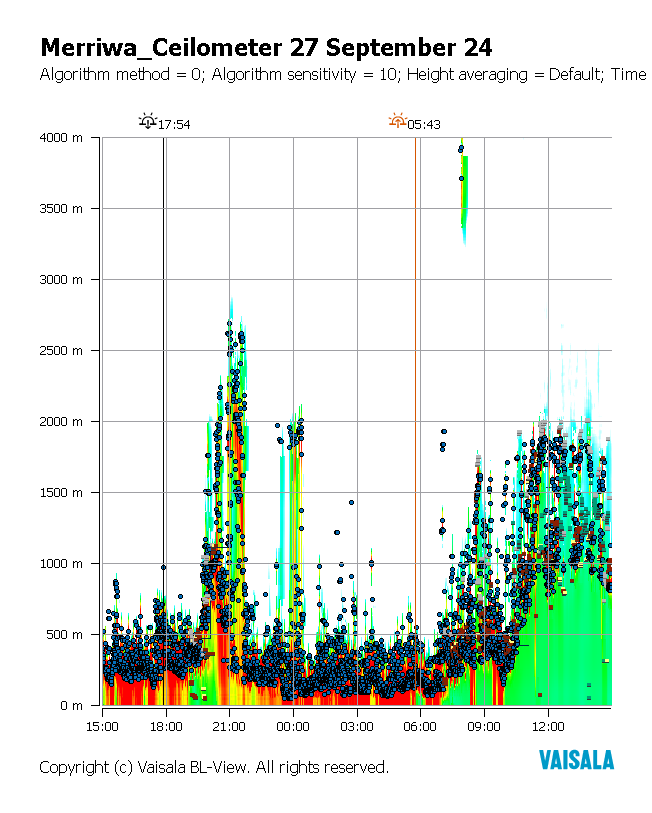 Merriwa_Ceilometer 27 September 24
Algorithm method = 0; Algorithm sensitivity = 10; Height averaging = Default; Time
17:54 05:43
4000 m
3500 m
3000 m
2500 m
2000 m
1500 m
1000 m
500 m
0 m
15:00 18:00 21:00 00:00 03:00 06:00 09:00 12:00
VAISALA
Copyright (c) Vaisala BL-View. All rights reserved.